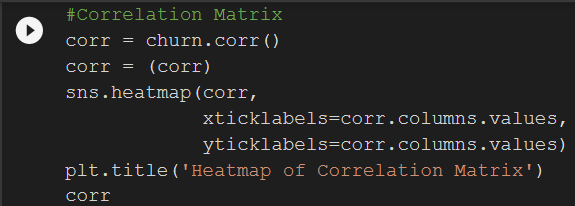 #Correlation Matrix
corr = churn.corr()
corr = (corr)
sns.heatmap(corr,
            xticklabels=corr.columns.values,
            yticklabels=corr.columns.values)
plt.title('Heatmap of Correlation Matrix')
corr